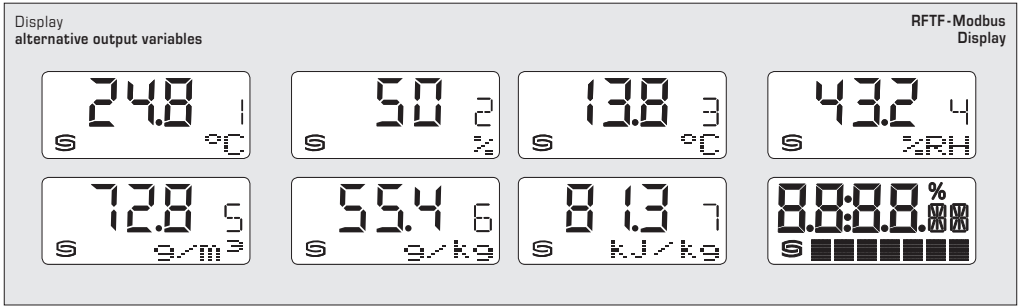 Display
alternative output variables
RFTF-Modbus
Display
24.8 1
°C
50 2
%
13.8 3
°C
43.2 4
%RH
72.8 5
g/m³
55.4 6
g/kg
81.3 7
kJ/kg
8.8:8.8. %